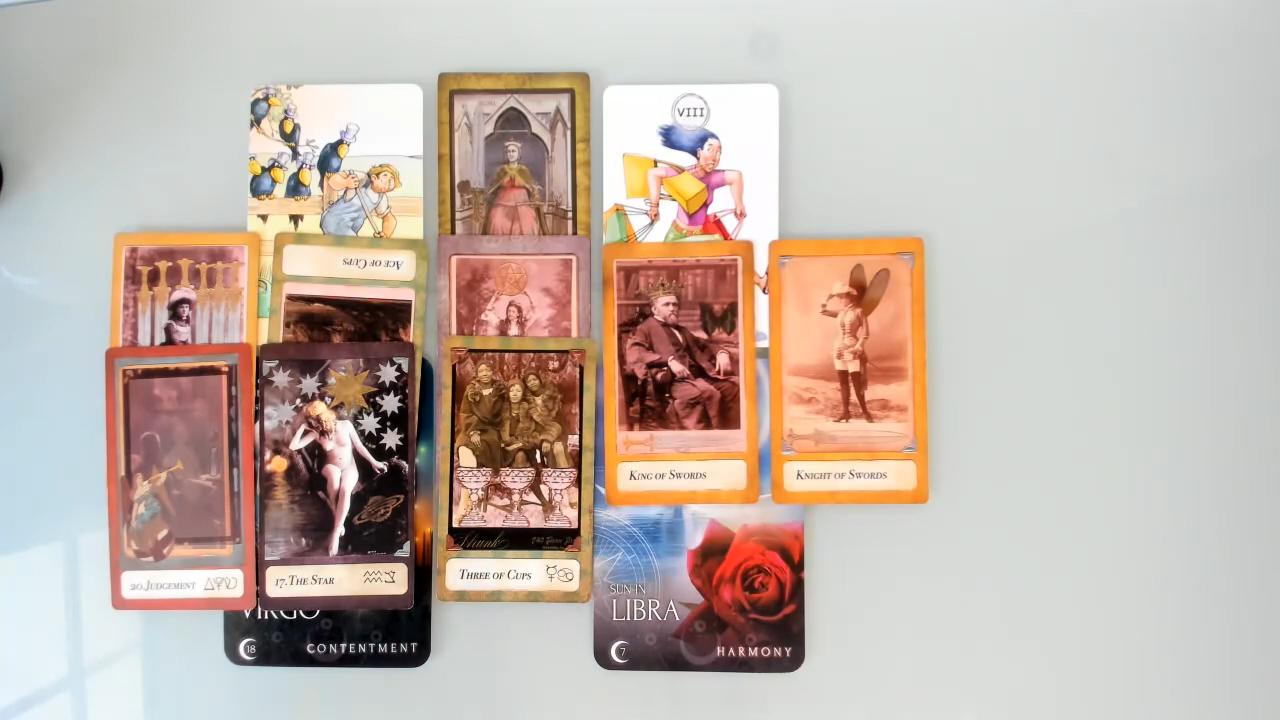 VIII
ACE OF CUPS
KING OF SWORDS
KNIGHT OF SWORDS
20. JUDGEMENT
17. THE STAR
THREE OF CUPS
SUN IN
LIBRA
VIRGO
18
CONTENTMENT
7
HARMONY